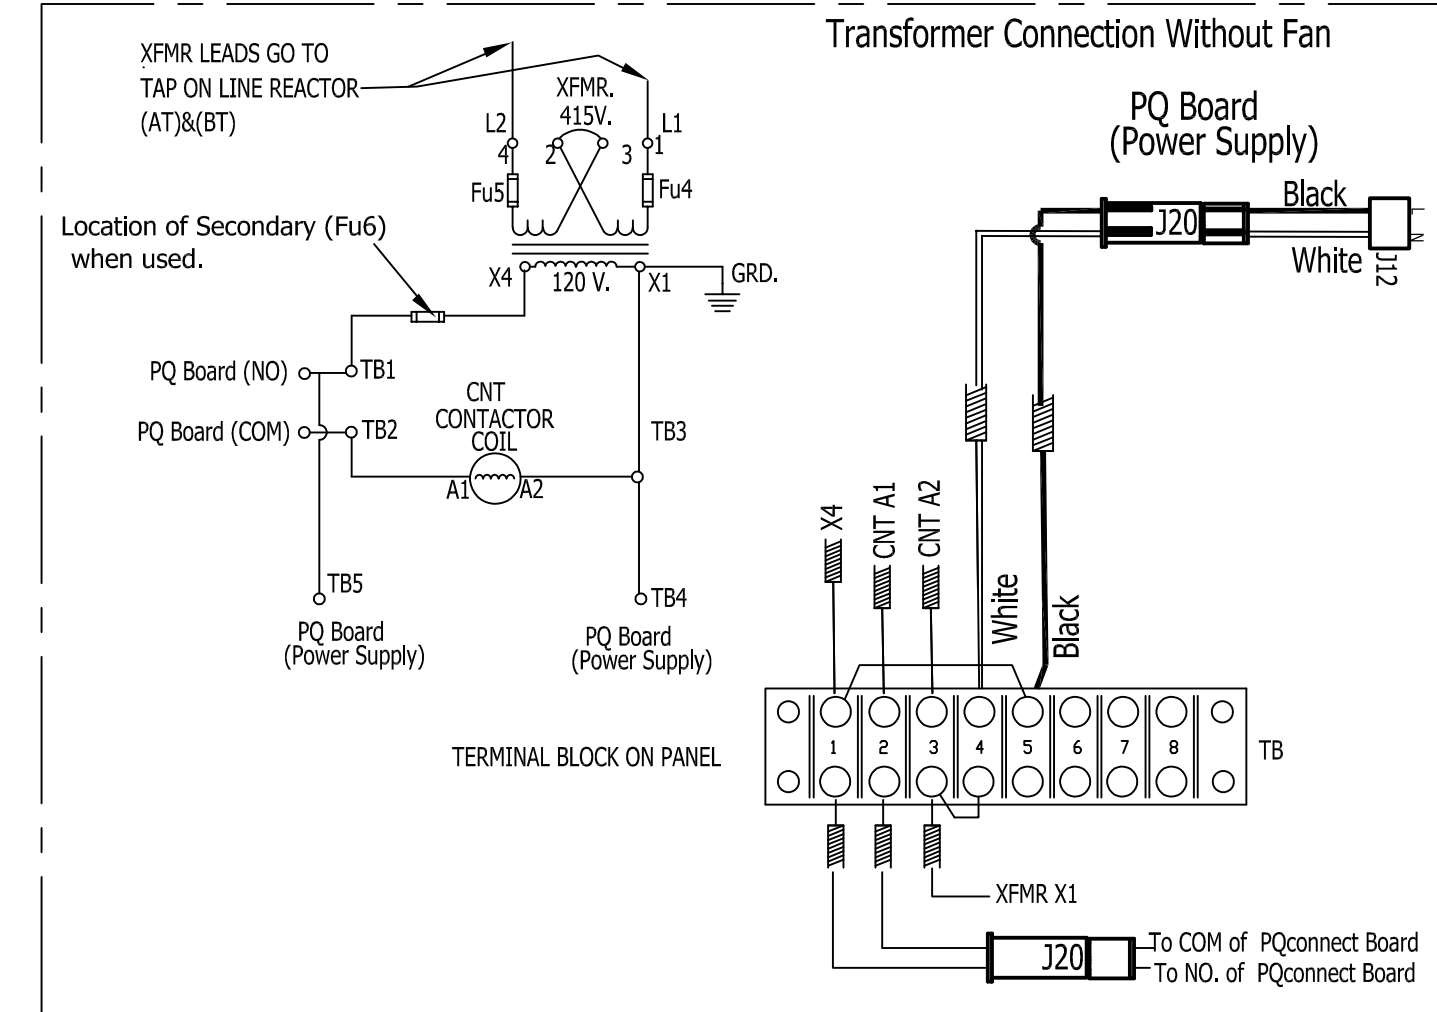 Transformer Connection Without Fan
XFMR LEADS GO TO
TAP ON LINE REACTOR
(AT)&(BT)
XFMR.
415V.
L2
L1
4
2
3
1
Fu5
Fu4
Location of Secondary (Fu6)
when used.
X4
120 V.
X1
GRD.
PQ Board (NO)
TB1
PQ Board (COM)
TB2
CNT
CONTACTOR
COIL
A1
A2
TB3
TB5
PQ Board
(Power Supply)
TB4
PQ Board
(Power Supply)
PQ Board
(Power Supply)
Black
J20
White
J12
L
N
X4
CNT A1
CNT A2
White
Black
TERMINAL BLOCK ON PANEL
1 2 3 4 5 6 7 8
TB
XFMR X1
J20
To COM of PQconnect Board
To NO. of PQconnect Board